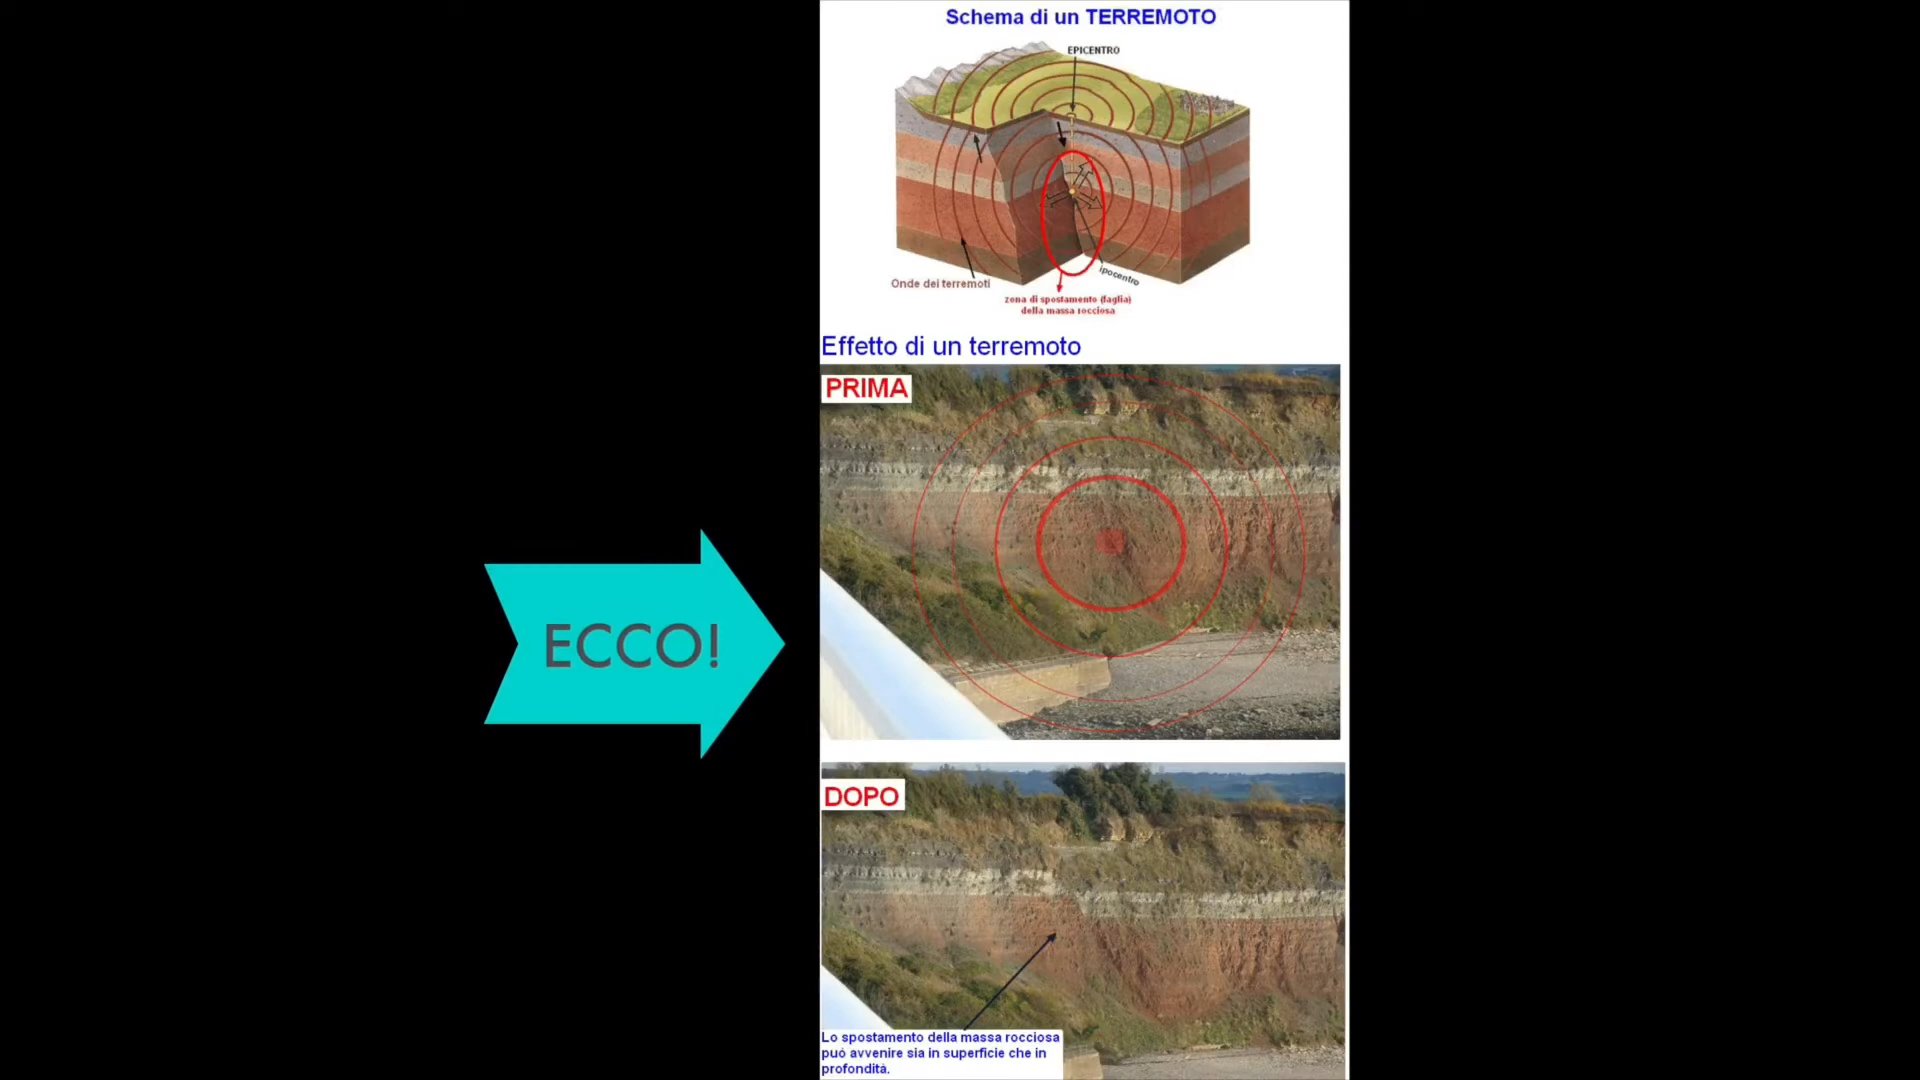 Schema di un TERREMOTO
EPICENTRO
ipocentro
Onde dei terremoti
zona di spostamento (faglia)
della massa rocciosa
Effetto di un terremoto
PRIMA
ECCO!
DOPO
Lo spostamento della massa rocciosa
può avvenire sia in superficie che in
profondità.